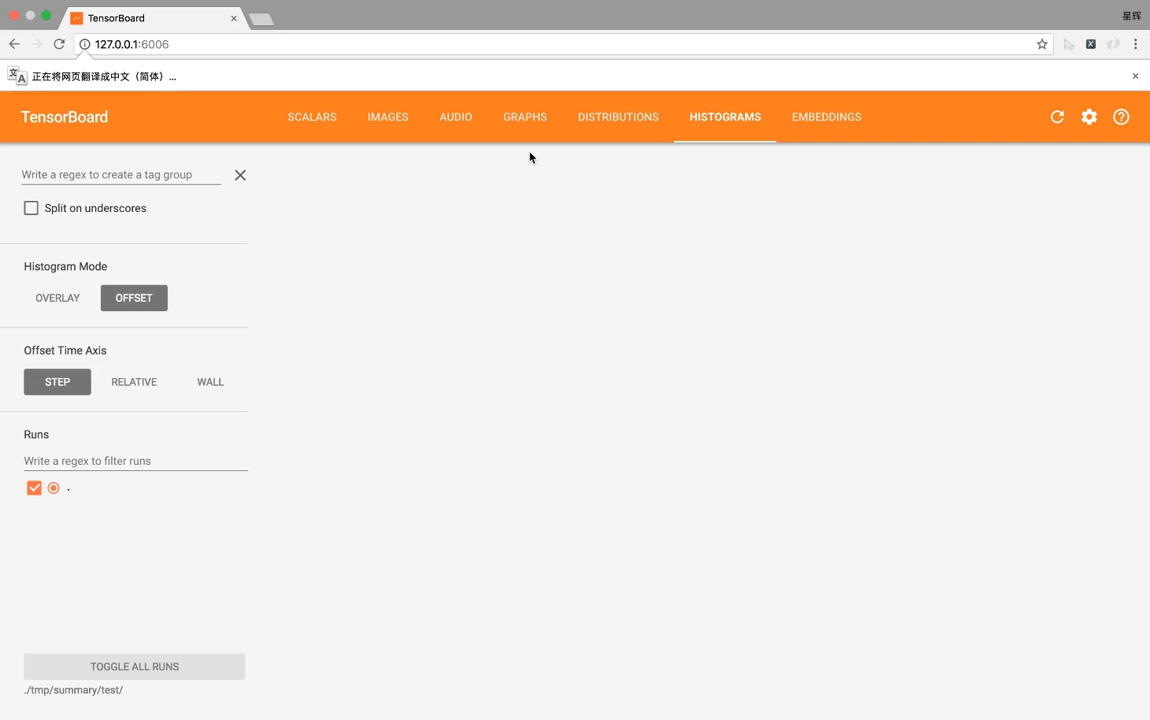 TensorBoard
星辉
127.0.0.1:6006
正在将网页翻译成中文（简体）...
TensorBoard
SCALARS IMAGES AUDIO GRAPHS DISTRIBUTIONS HISTOGRAMS EMBEDDINGS
Write a regex to create a tag group
Split on underscores
Histogram Mode
OVERLAY OFFSET
Offset Time Axis
STEP RELATIVE WALL
Runs
Write a regex to filter runs
.
TOGGLE ALL RUNS
./tmp/summary/test/